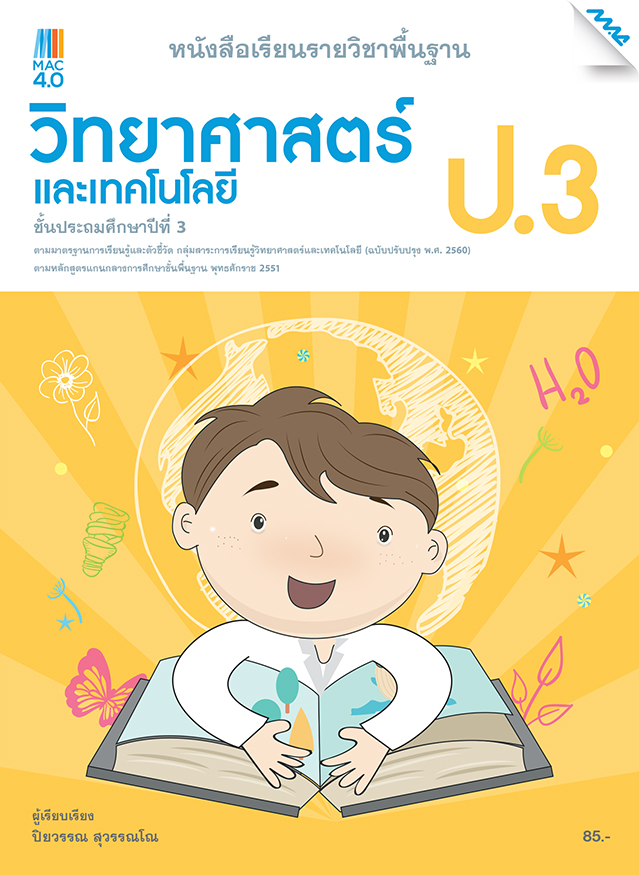 MAC
4.0
หนังสือเรียนรายวิชาพื้นฐาน
MAC
วิทยาศาสตร์
และเทคโนโลยี
ป.3
ชั้นประถมศึกษาปีที่ 3
ตามมาตรฐานการเรียนรู้และตัวชี้วัด กลุ่มสาระการเรียนรู้วิทยาศาสตร์และเทคโนโลยี (ฉบับปรับปรุง พ.ศ. 2560)
ตามหลักสูตรแกนกลางการศึกษาขั้นพื้นฐาน พุทธศักราช 2551
H₂O
ผู้เรียบเรียง
ปิยวรรณ สุวรรณโณ
85.-